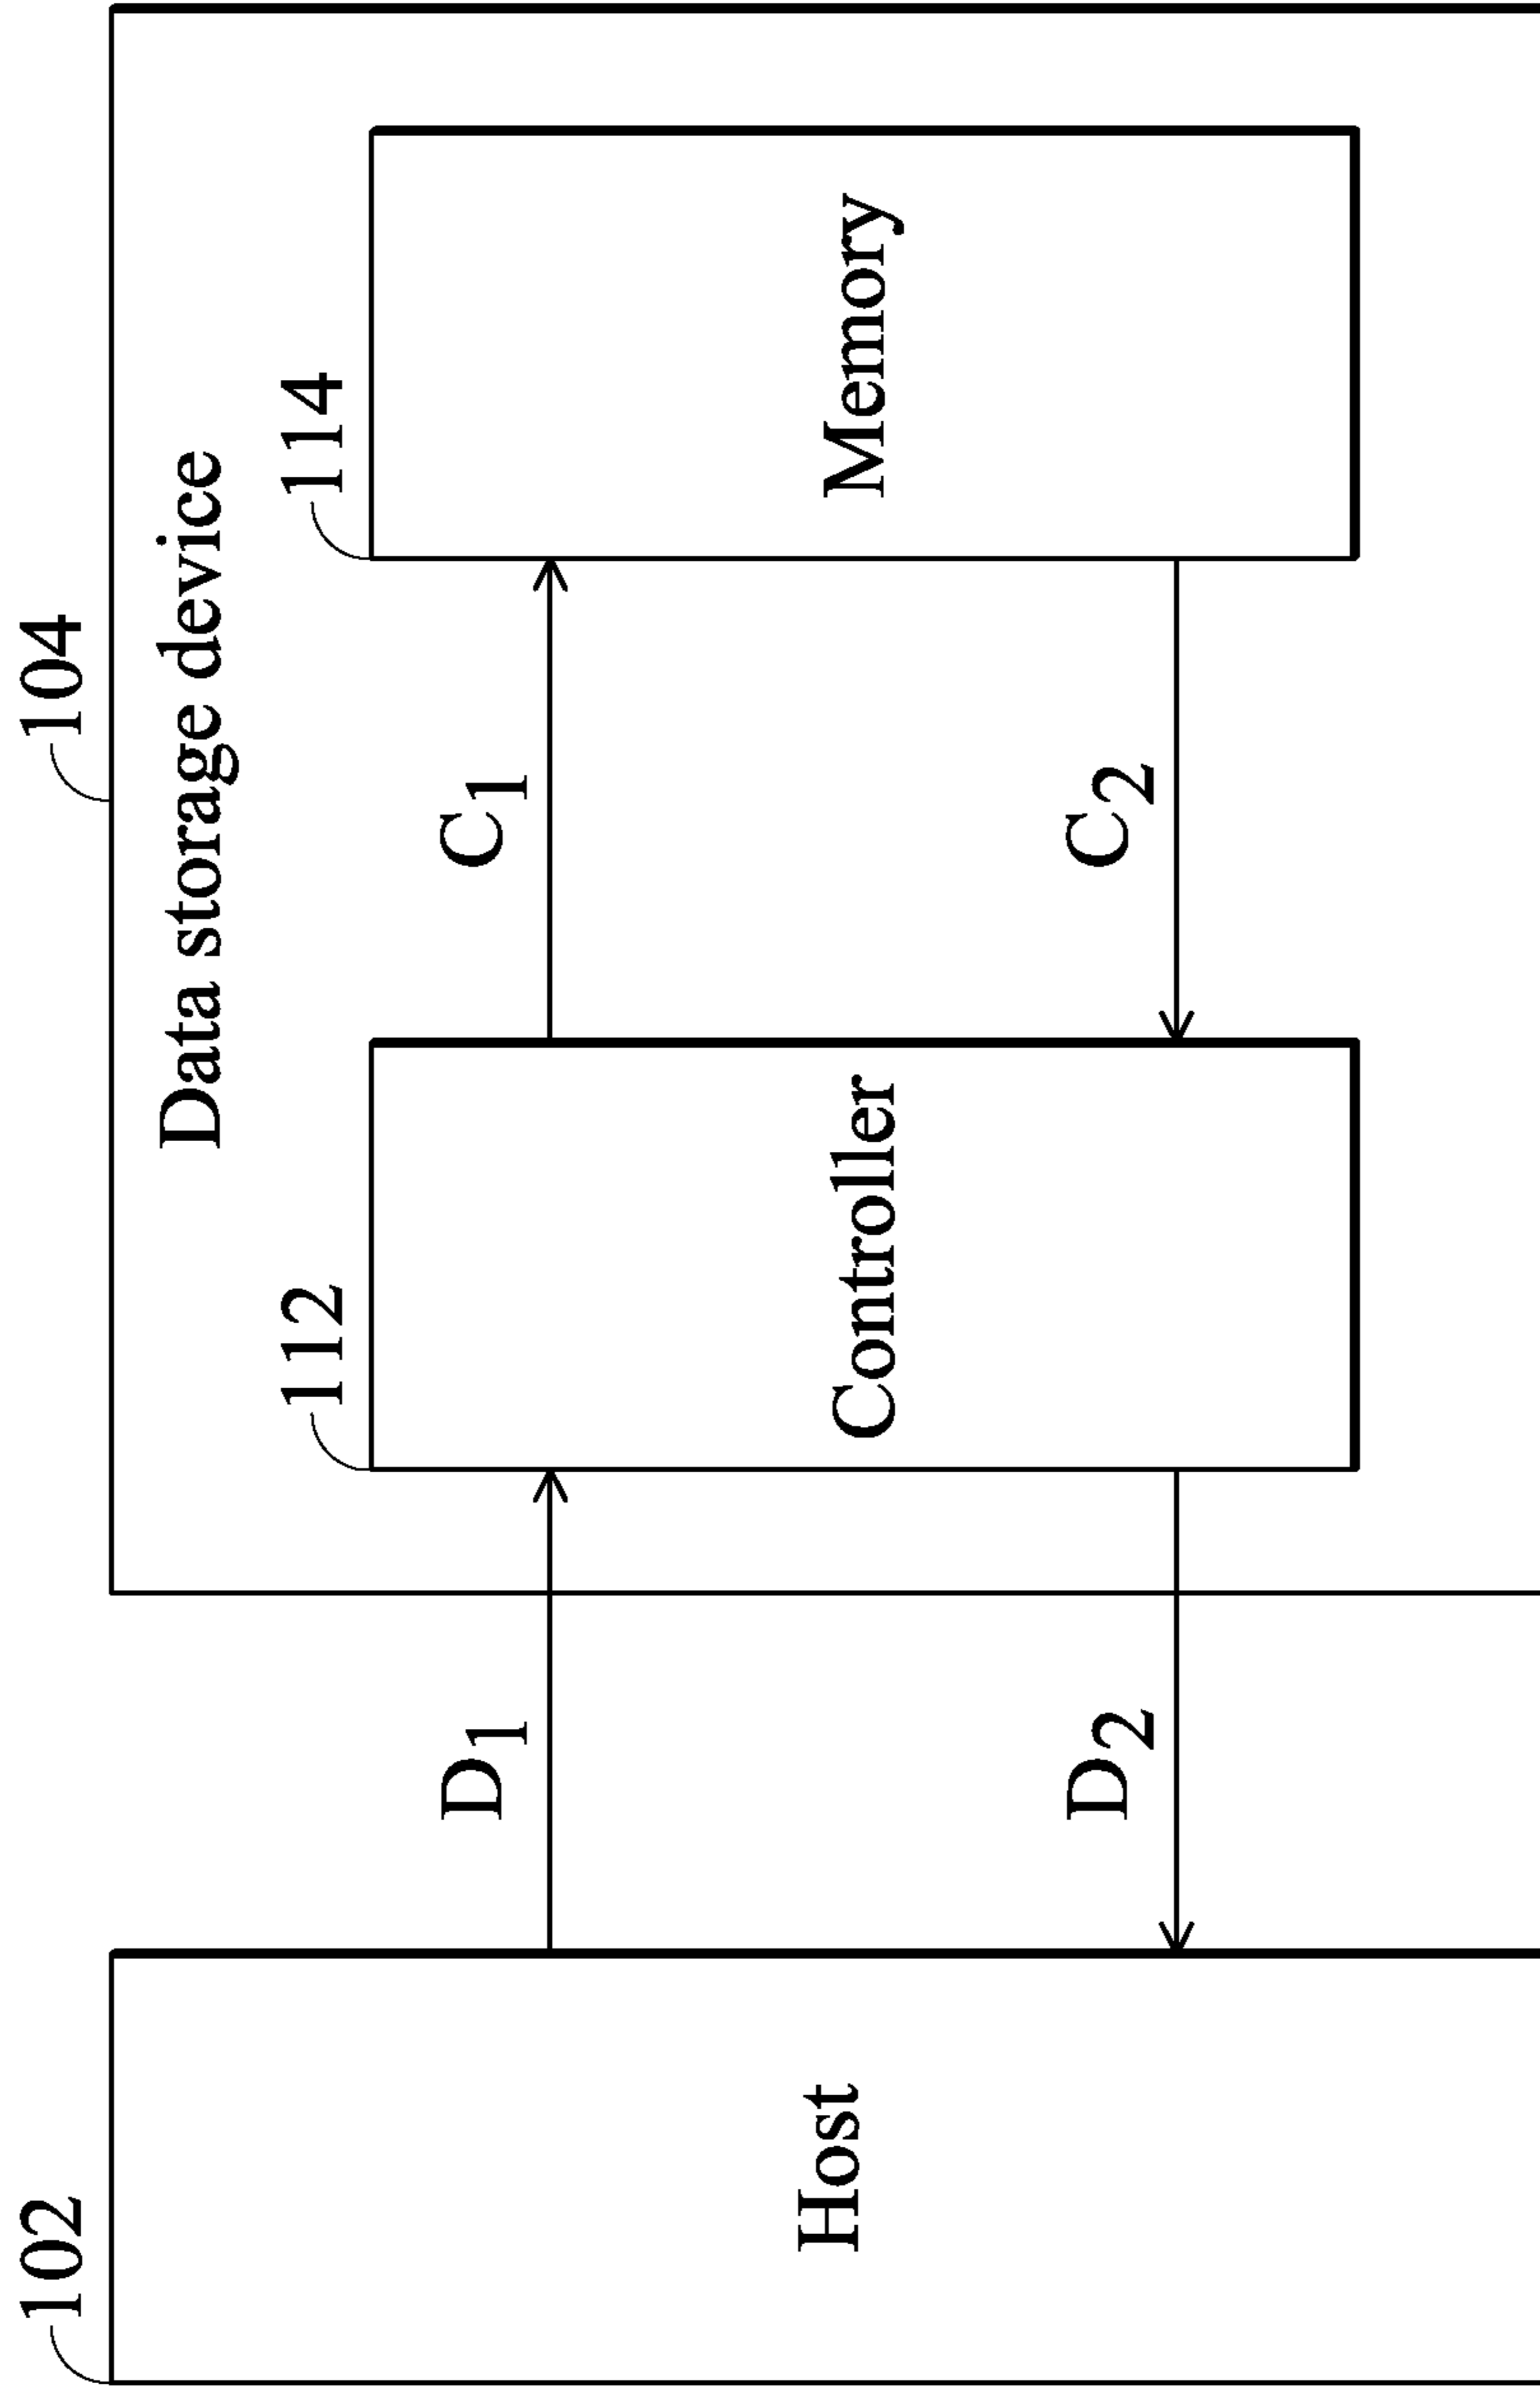 102
104
Data storage device
112
114
D1
C1
Host
Controller
Memory
D2
C2